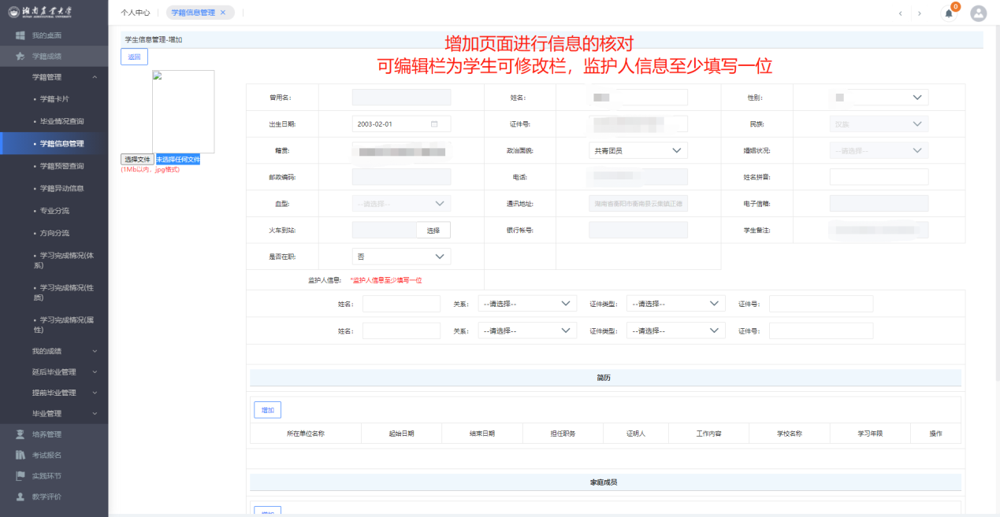 湖南农业大学
个人中心
学籍信息管理 ×
0
我的桌面
学籍成绩
学籍管理
• 学籍卡片
• 毕业情况查询
• 学籍信息管理
• 学籍预警查询
• 学籍异动信息
• 专业分流
• 方向分流
• 学习完成情况(体
系)
• 学习完成情况(性
质)
• 学习完成情况(属
性)
我的成绩
延后毕业管理
提前毕业管理
毕业管理
培养管理
考试报名
实践环节
教学评价
学生信息管理-增加
返回
增加页面进行信息的核对
可编辑栏为学生可修改栏，监护人信息至少填写一位
选择文件 未选择任何文件
(1Mb以内，jpg格式)
曾用名: 姓名: 性别:
出生日期: 2003-02-01 证件号: 民族: 汉族
籍贯: 政治面貌: 共青团员 婚姻状况: --请选择--
邮政编码: 电话: 姓名拼音:
血型: --请选择-- 通讯地址: 湖南省衡阳市衡南县云集镇正德 电子信箱:
火车到站: 选择 银行帐号: 学生备注:
是否在职: 否
监护人信息: *监护人信息至少填写一位
姓名: 关系: --请选择-- 证件类型: --请选择-- 证件号:
姓名: 关系: --请选择-- 证件类型: --请选择-- 证件号:
简历
增加
所在单位名称 起始日期 结束日期 担任职务 证明人 工作内容 学校名称 学习年限 操作
家庭成员
增加